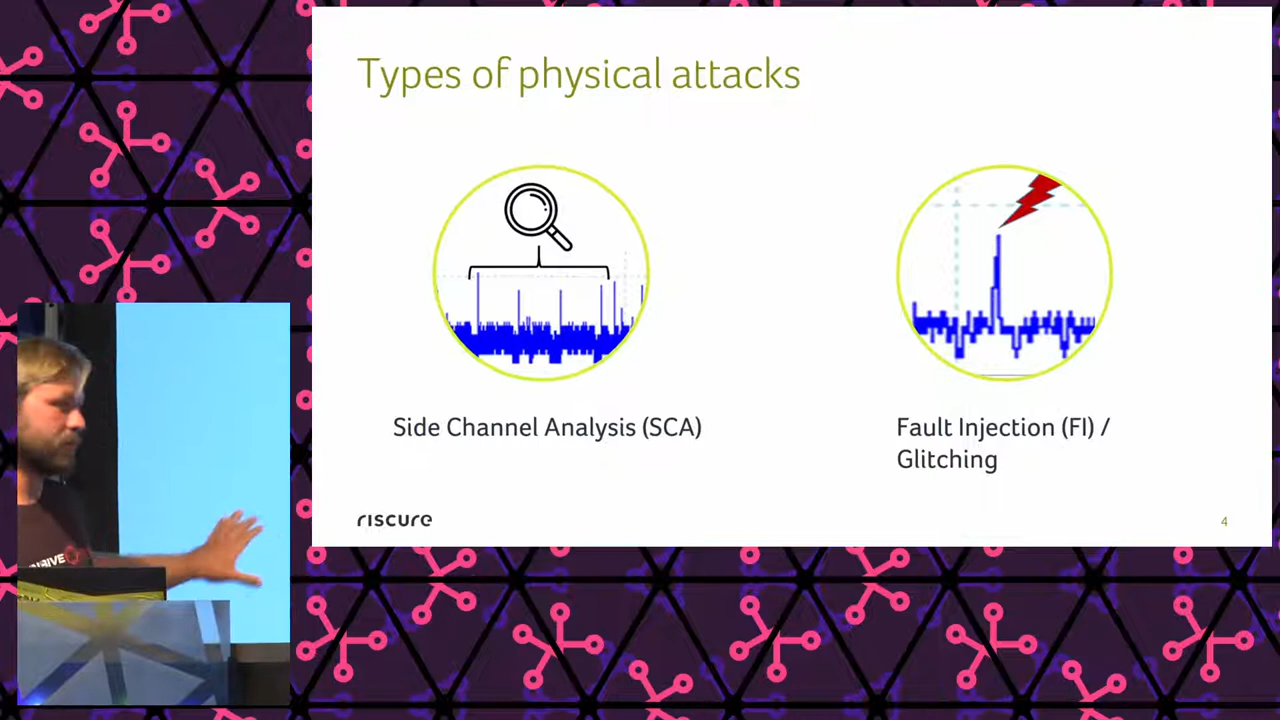 Types of physical attacks
Side Channel Analysis (SCA)
Fault Injection (FI) /
Glitching
riscure
4